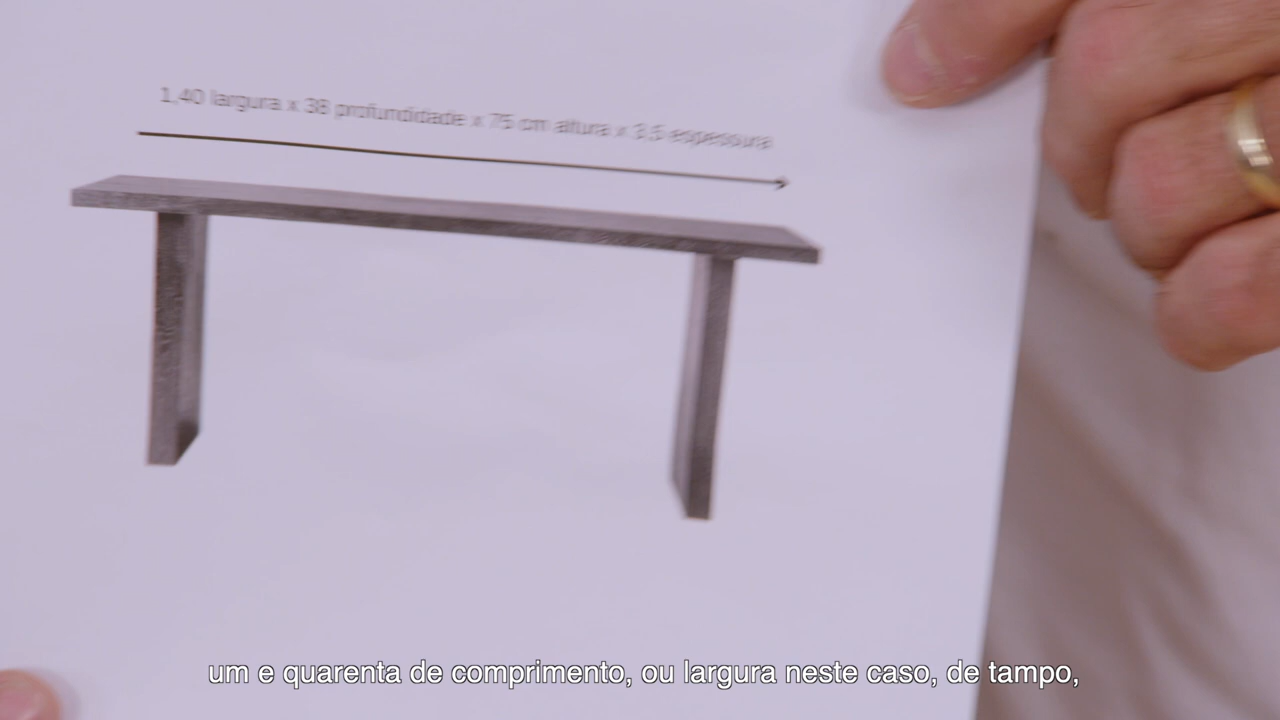 1,40 largura x 38 profundidade x 75 cm altura x 3,5 espessura
um e quarenta de comprimento, ou largura neste caso, de tampo,